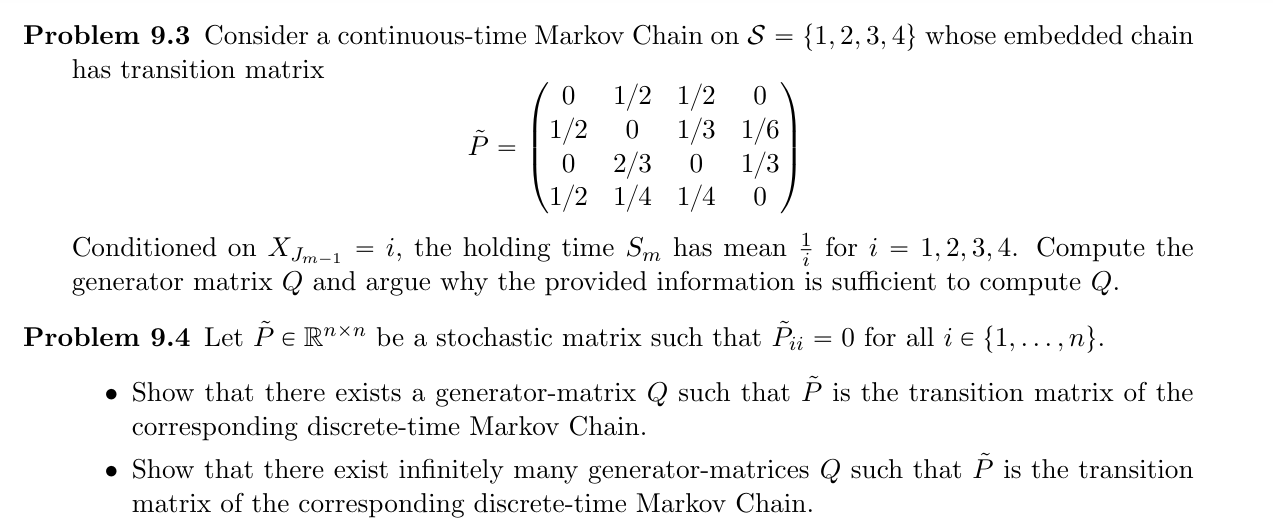 Problem 9.3 Consider a continuous-time Markov Chain on 𝒮 = {1, 2, 3, 4} whose embedded chain
has transition matrix
P̃ = 
( 0 1/2 1/2 0 )
( 1/2 0 1/3 1/6 )
( 0 2/3 0 1/3 )
( 1/2 1/4 1/4 0 )
Conditioned on X_{J_{m−1}} = i, the holding time S_m has mean 1/i for i = 1, 2, 3, 4. Compute the
generator matrix Q and argue why the provided information is sufficient to compute Q.
Problem 9.4 Let P̃ ∈ ℝ^{n×n} be a stochastic matrix such that P̃_{ii} = 0 for all i ∈ {1, . . . , n}.
• Show that there exists a generator-matrix Q such that P̃ is the transition matrix of the
corresponding discrete-time Markov Chain.
• Show that there exist infinitely many generator-matrices Q such that P̃ is the transition
matrix of the corresponding discrete-time Markov Chain.